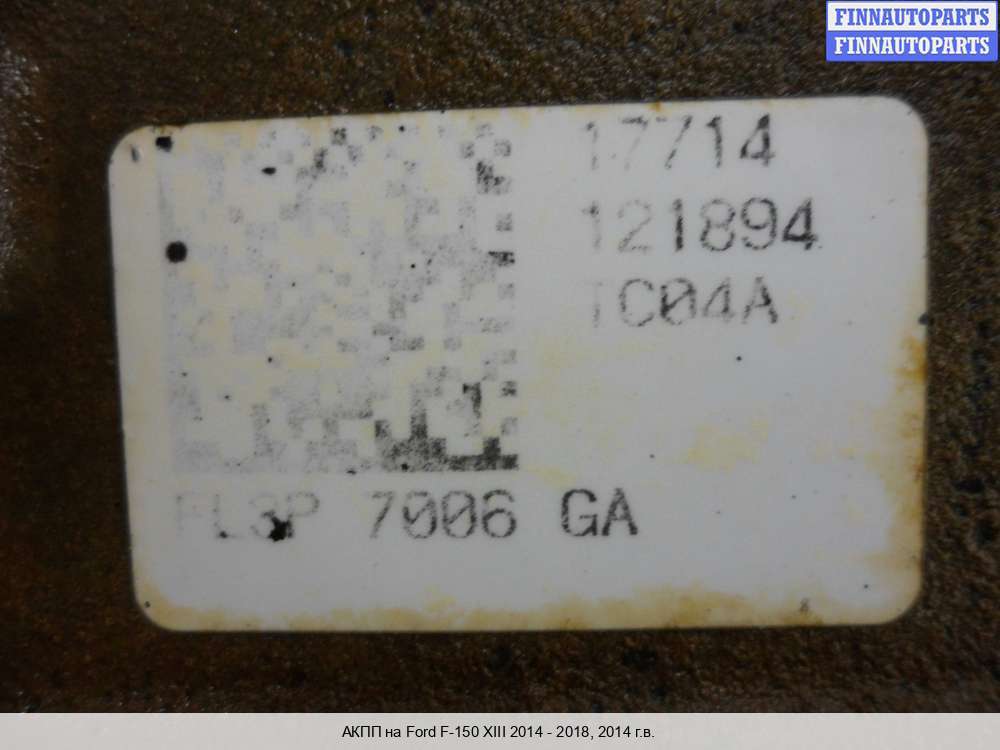 FINNAUTOPARTS
FINNAUTOPARTS
17714
121894
TC04A
FL3P 7006 GA
АКПП на Ford F-150 XIII 2014 - 2018, 2014 г.в.